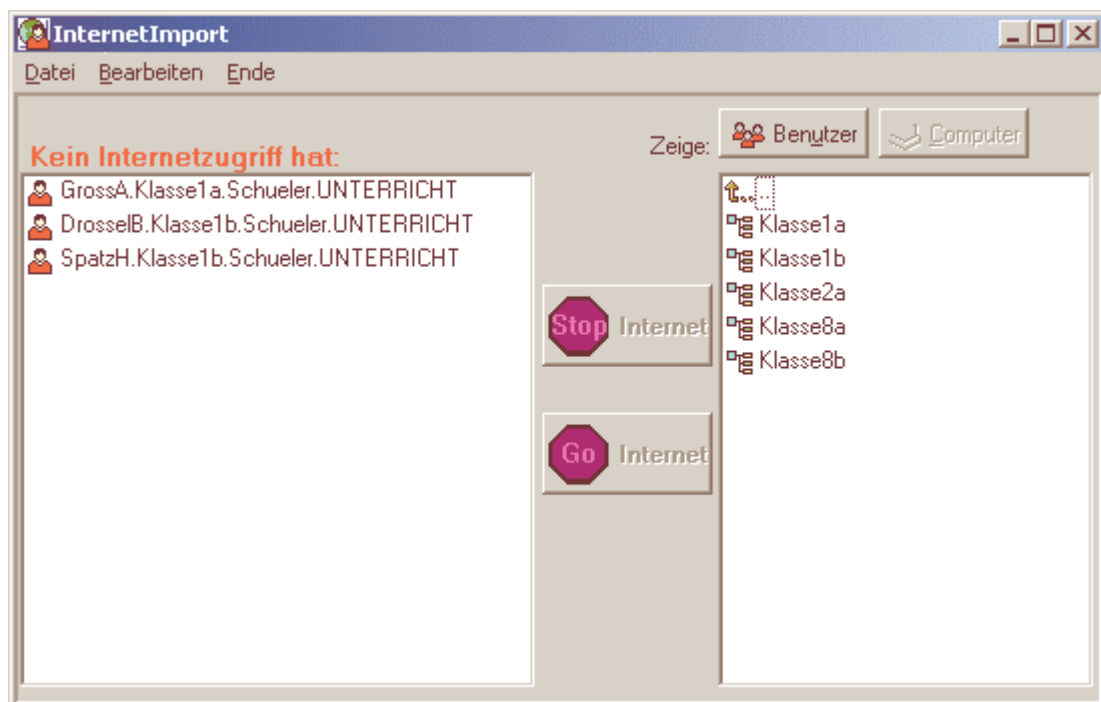 InternetImport
Datei Bearbeiten Ende
Zeige: Benutzer Computer
Kein Internetzugriff hat:
GrossA.Klasse1a.Schueler.UNTERRICHT
DrosselB.Klasse1b.Schueler.UNTERRICHT
SpatzH.Klasse1b.Schueler.UNTERRICHT
Stop Internet
Go Internet
..
Klasse1a
Klasse1b
Klasse2a
Klasse8a
Klasse8b